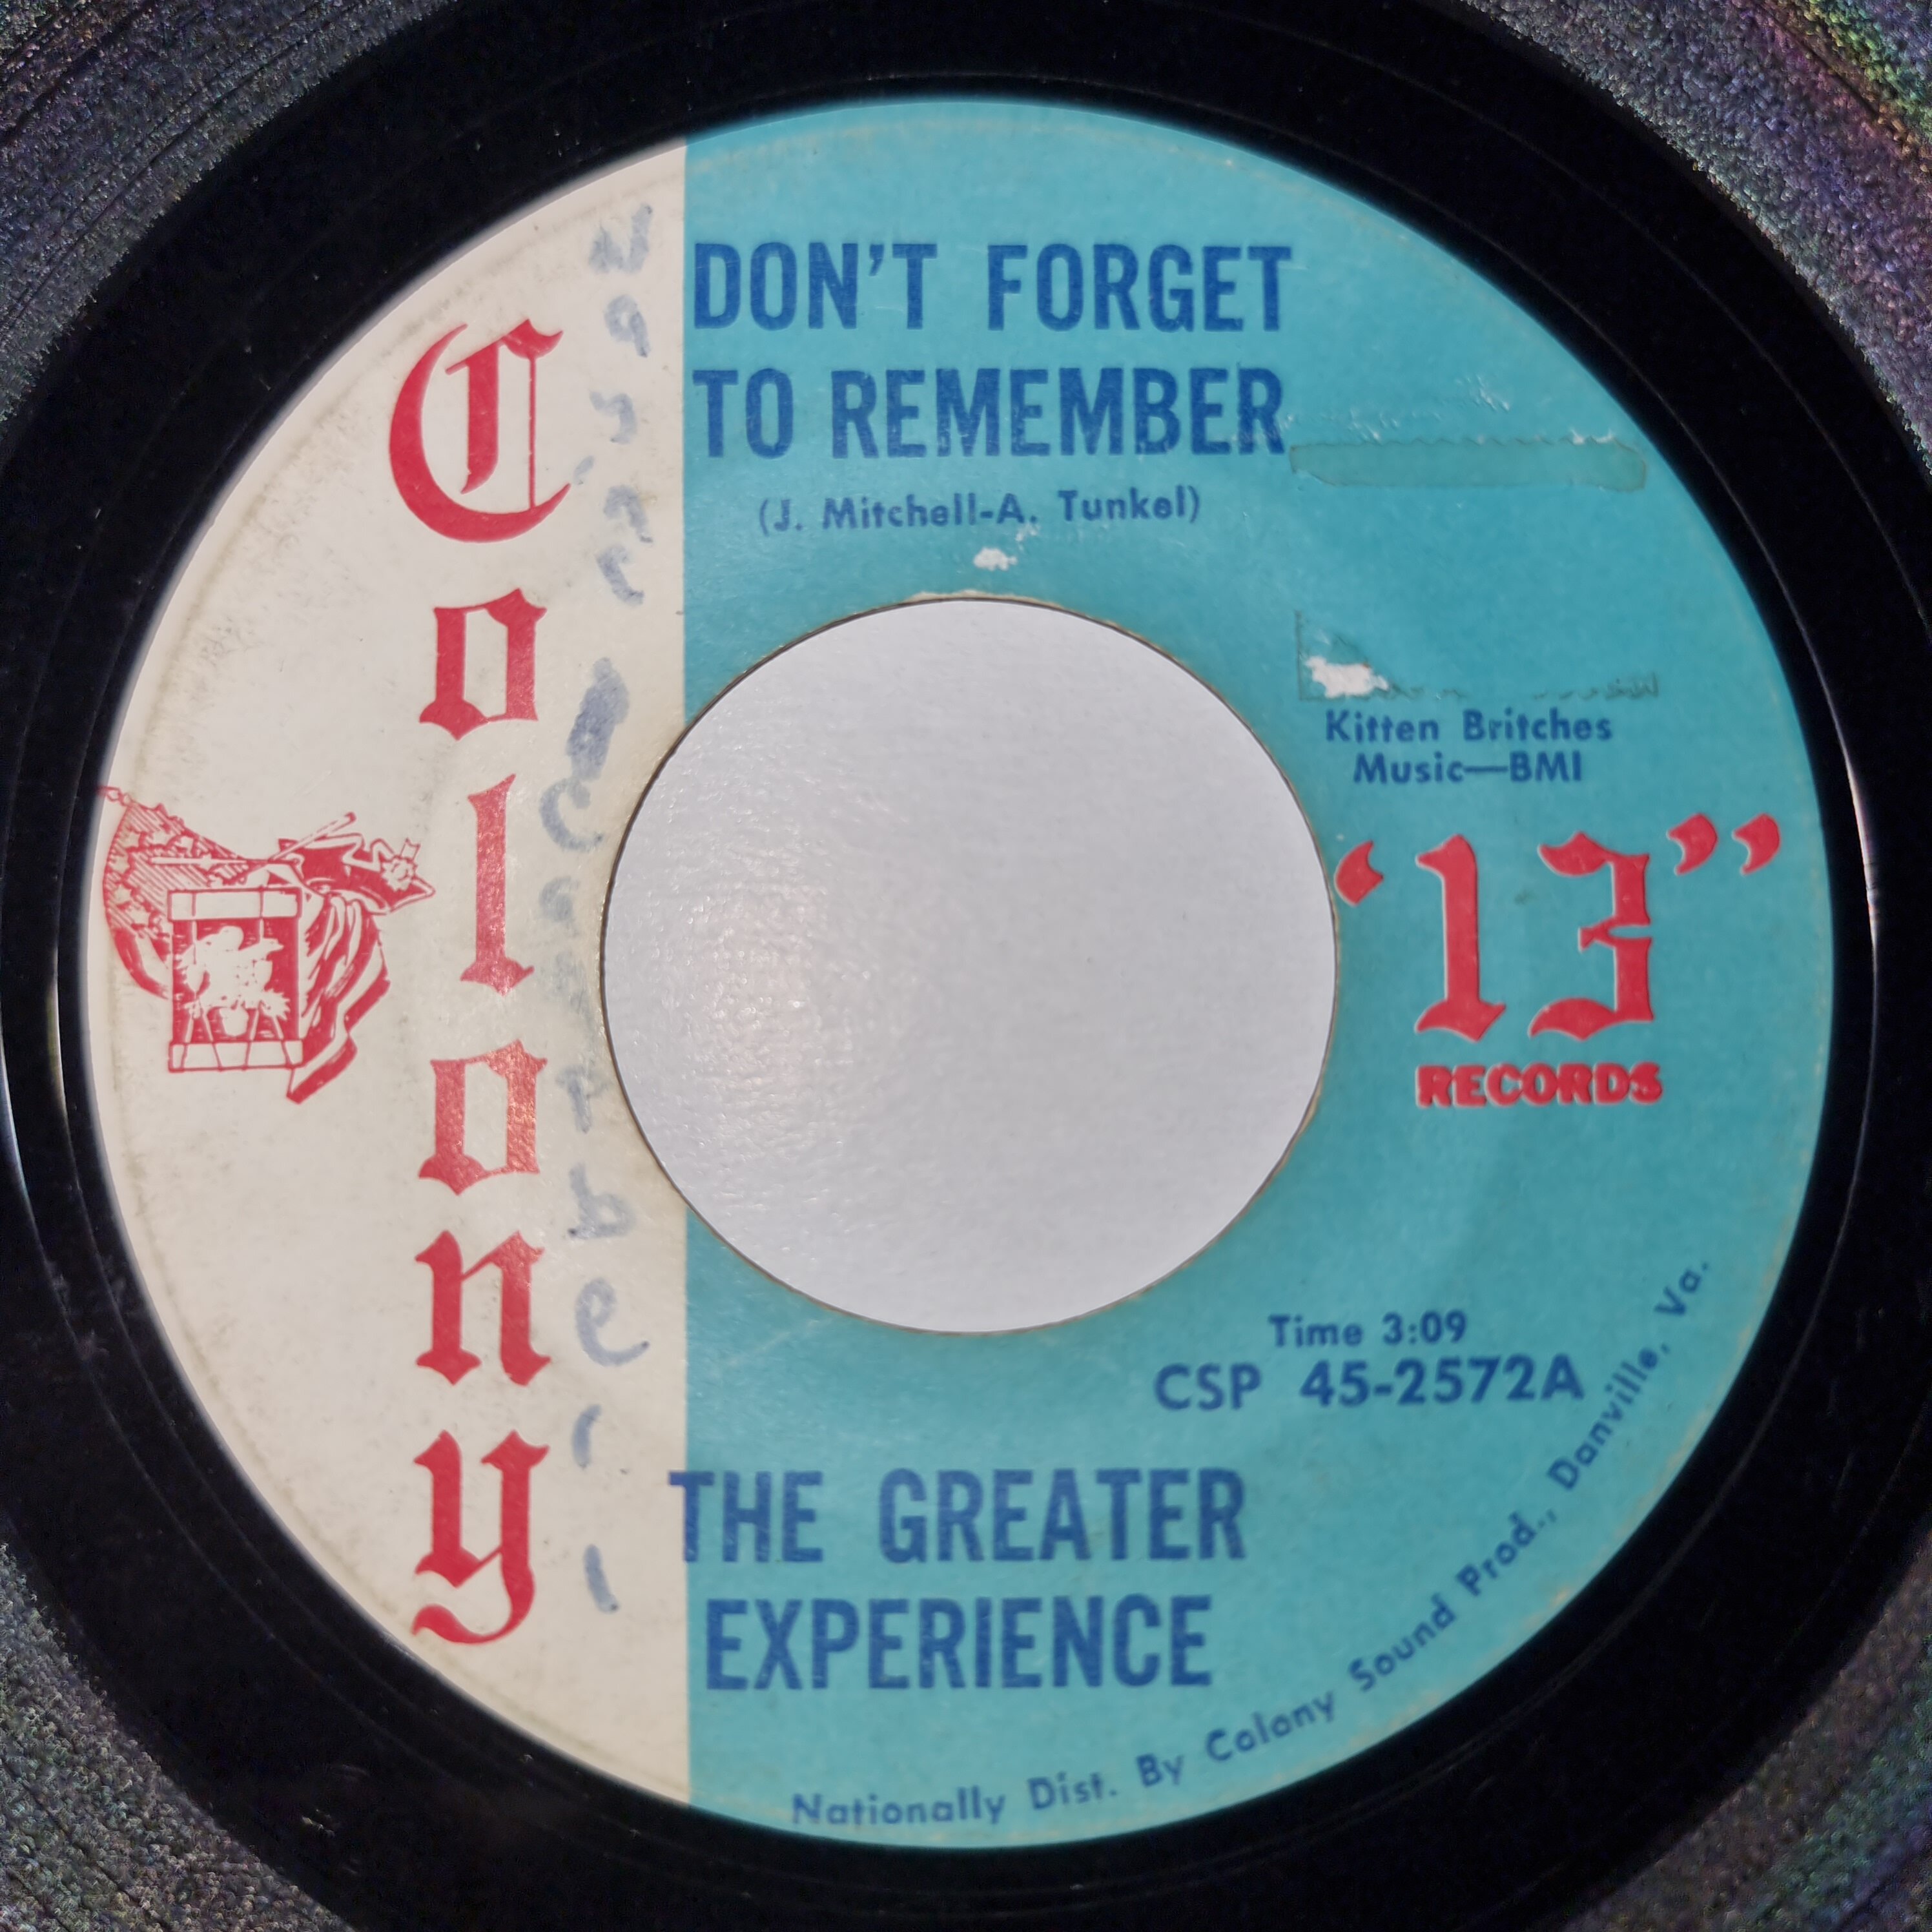 DON'T FORGET
TO REMEMBER
(J. Mitchell-A. Tunkel)
Colony
Kitten Britches
Music—BMI
‘13’’
RECORDS
Time 3:09
CSP 45-2572A
THE GREATER
EXPERIENCE
Nationally Dist. By Colony Sound Prod., Danville, Va.